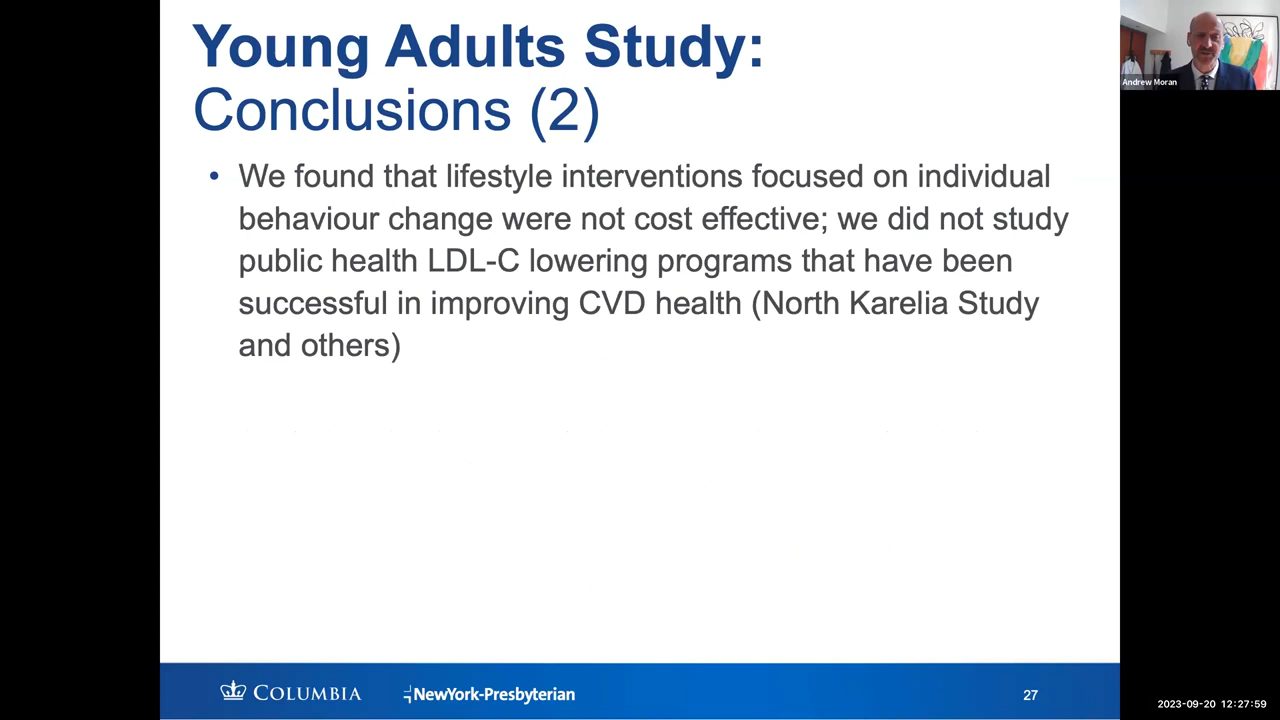 Young Adults Study:
Conclusions (2)
• We found that lifestyle interventions focused on individual
behaviour change were not cost effective; we did not study
public health LDL-C lowering programs that have been
successful in improving CVD health (North Karelia Study
and others)
COLUMBIA
NewYork-Presbyterian
27
Andrew Moran
2023-09-20 12:27:59